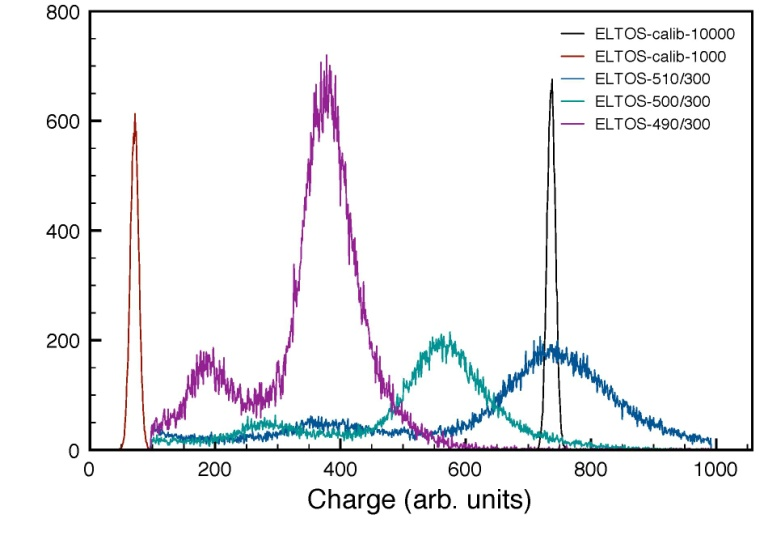 800
600
400
200
0
ELTOS-calib-10000
ELTOS-calib-1000
ELTOS-510/300
ELTOS-500/300
ELTOS-490/300
0 200 400 600 800 1000
Charge (arb. units)